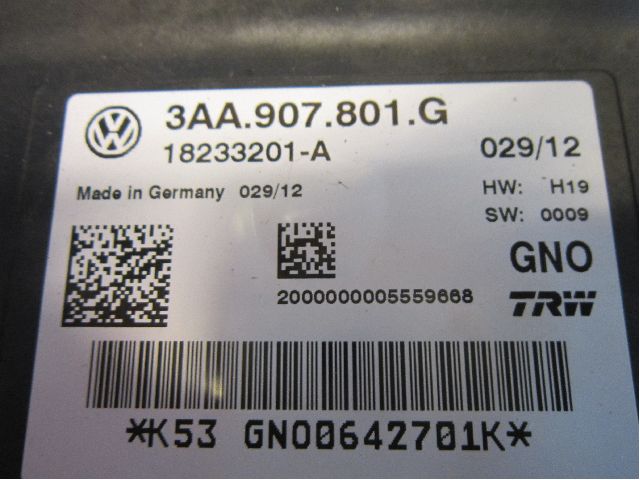 3AA.907.801.G
18233201-A 029/12
Made in Germany 029/12 HW: H19
SW: 0009
GNO
2000000005559668 TRW
*K53 GNO0642701K*